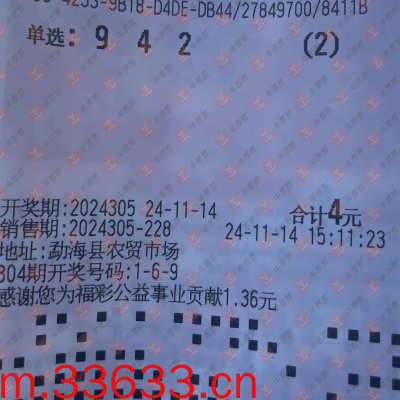 4253-9B18-D4DE-DB44/27849700/8411B
单选: 9 4 2 (2)
开奖期:2024305 24-11-14 合计4元
销售期:2024305-228 24-11-14 15:11:23
地址:勐海县农贸市场
304期开奖号码:1-6-9
感谢您为福彩公益事业贡献1.36元
m.33633.cn